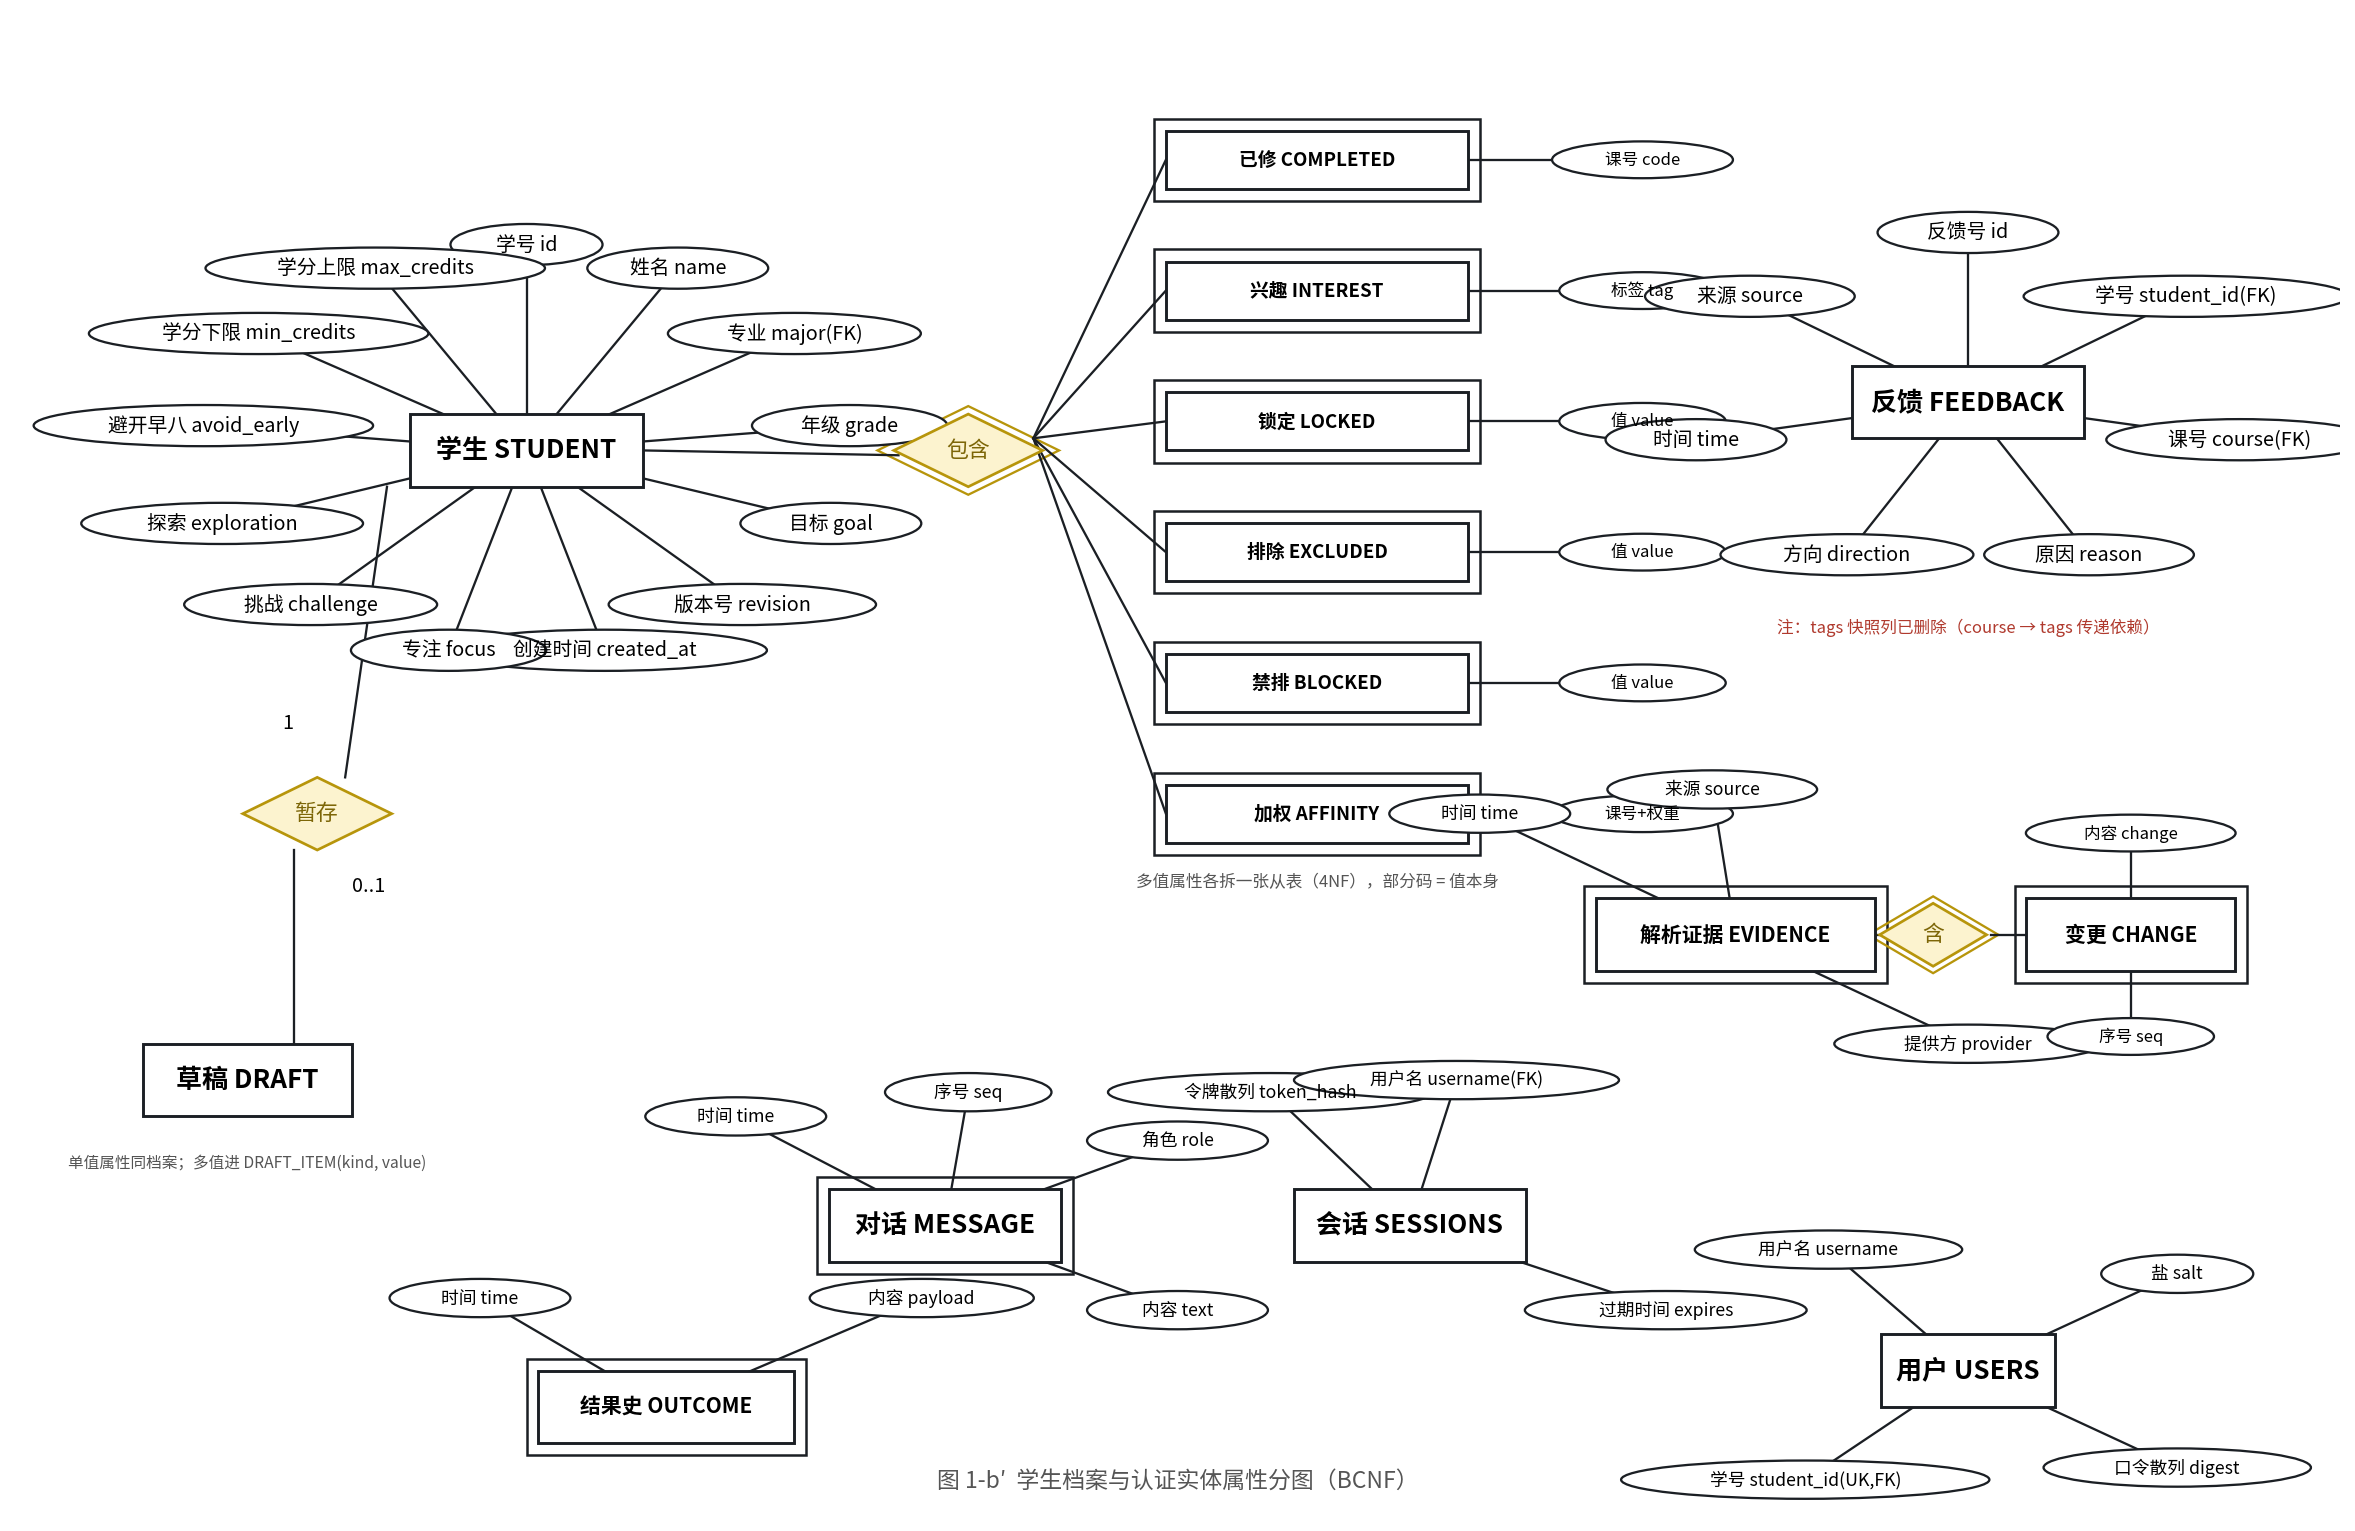 已修 COMPLETED
课号 code
反馈号 id
学号 id
学分上限 max_credits
姓名 name
兴趣 INTEREST
标签 tag
来源 source
学号 student_id(FK)
学分下限 min_credits
专业 major(FK)
避开早八 avoid_early
学生 STUDENT
年级 grade
包含
锁定 LOCKED
值 value
时间 time
反馈 FEEDBACK
课号 course(FK)
探索 exploration
目标 goal
排除 EXCLUDED
值 value
方向 direction
原因 reason
挑战 challenge
版本号 revision
专注 focus
创建时间 created_at
注：tags 快照列已删除（course → tags 传递依赖）
禁排 BLOCKED
值 value
1
暂存
0..1
加权 AFFINITY
时间 time
课号+权重
来源 source
内容 change
多值属性各拆一张从表（4NF），部分码 = 值本身
解析证据 EVIDENCE
含
变更 CHANGE
提供方 provider
序号 seq
草稿 DRAFT
单值属性同档案；多值进 DRAFT_ITEM(kind, value)
时间 time
序号 seq
角色 role
令牌散列 token_hash
用户名 username(FK)
对话 MESSAGE
会话 SESSIONS
时间 time
内容 payload
内容 text
过期时间 expires
用户名 username
盐 salt
结果史 OUTCOME
用户 USERS
学号 student_id(UK,FK)
口令散列 digest
图 1-b′ 学生档案与认证实体属性分图（BCNF）